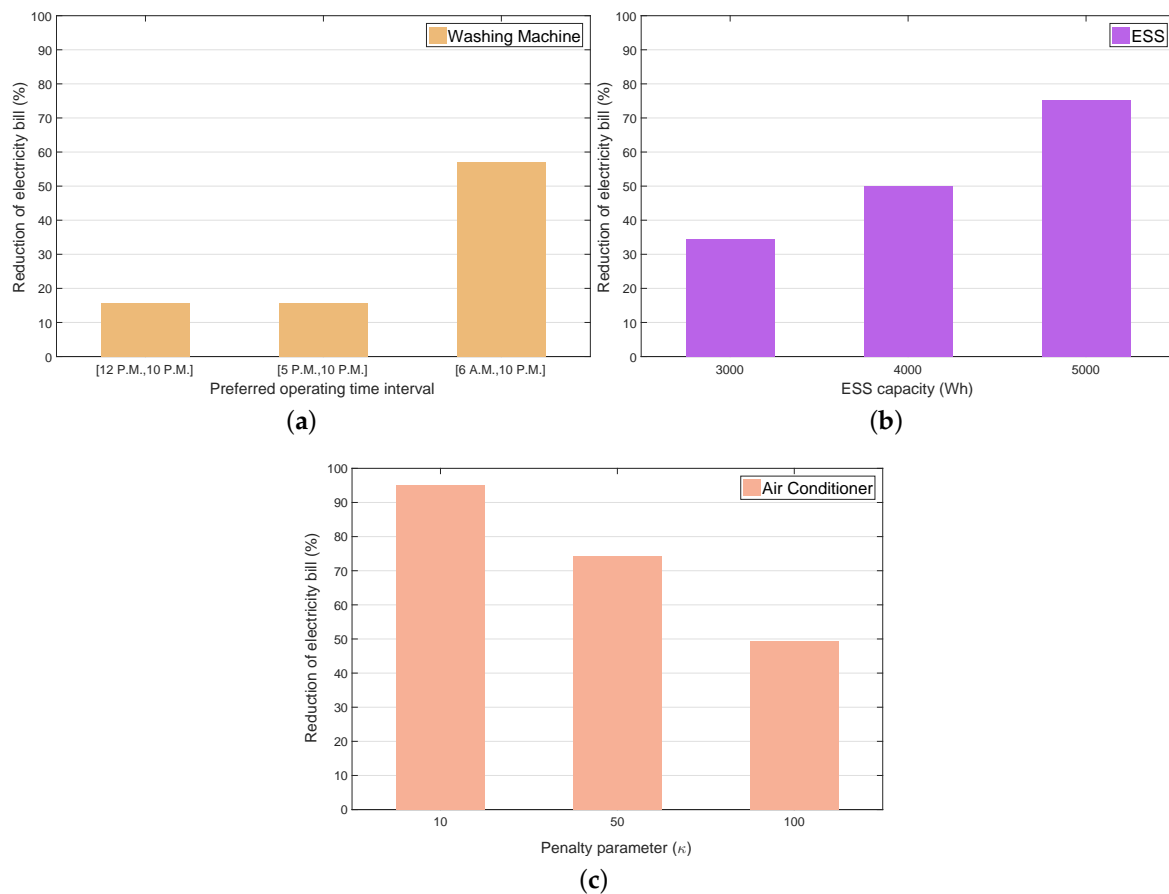 Reduction of electricity bill (%)
100
90
80
70
60
50
40
30
20
10
0
Washing Machine
[12 P.M.,10 P.M.]
[5 P.M.,10 P.M.]
[6 A.M.,10 P.M.]
Preferred operating time interval
(a)
Reduction of electricity bill (%)
100
90
80
70
60
50
40
30
20
10
0
ESS
3000
4000
5000
ESS capacity (Wh)
(b)
Reduction of electricity bill (%)
100
90
80
70
60
50
40
30
20
10
0
Air Conditioner
10
50
100
Penalty parameter (κ)
(c)